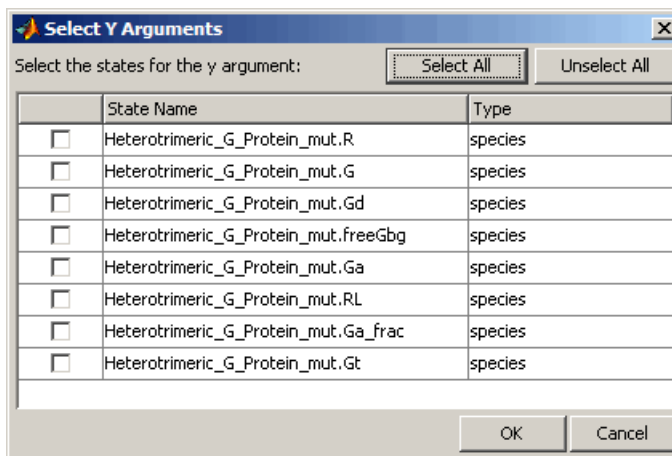 Select Y Arguments
Select the states for the y argument: Select All Unselect All
State Name Type
Heterotrimeric_G_Protein_mut.R species
Heterotrimeric_G_Protein_mut.G species
Heterotrimeric_G_Protein_mut.Gd species
Heterotrimeric_G_Protein_mut.freeGbg species
Heterotrimeric_G_Protein_mut.Ga species
Heterotrimeric_G_Protein_mut.RL species
Heterotrimeric_G_Protein_mut.Ga_frac species
Heterotrimeric_G_Protein_mut.Gt species
OK Cancel